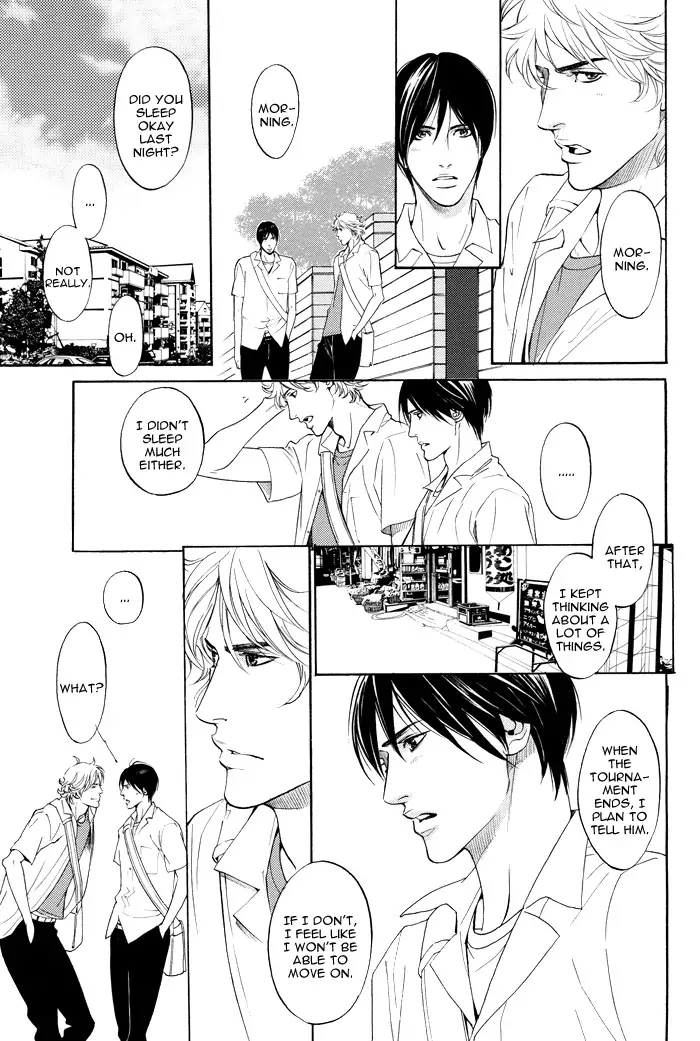 MOR-
NING.
MOR-
NING.
DID YOU
SLEEP
OKAY
LAST
NIGHT?
...
NOT
REALLY.
OH.
I DIDN'T
SLEEP
MUCH
EITHER.
.....
AFTER
THAT,
I KEPT
THINKING
ABOUT A
LOT OF
THINGS.
WHEN
THE
TOURNA-
MENT
ENDS, I
PLAN TO
TELL HIM.
IF I DON'T,
I FEEL LIKE
I WON'T BE
ABLE TO
MOVE ON.
...
WHAT?